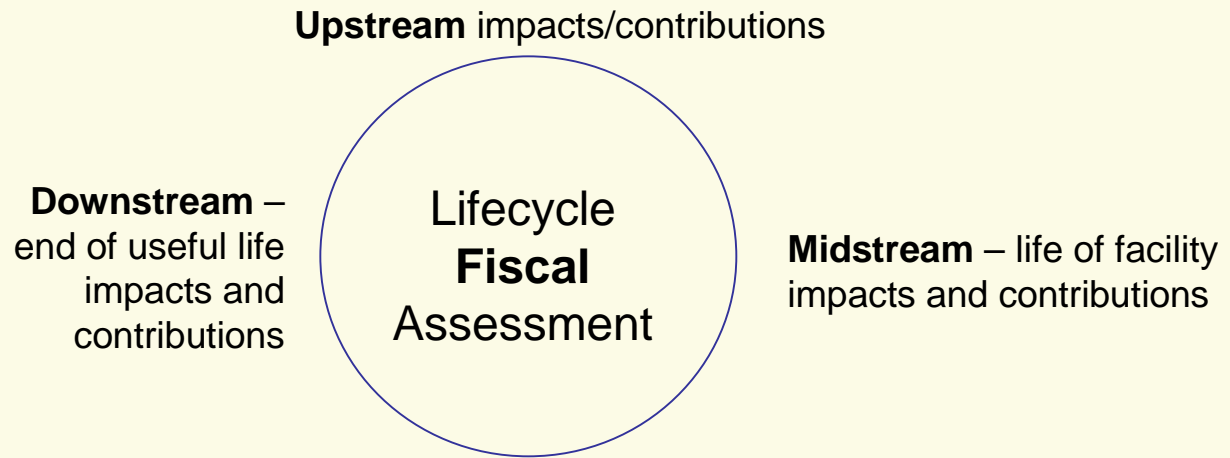 Upstream impacts/contributions
Downstream –
end of useful life
impacts and
contributions
Lifecycle
Fiscal
Assessment
Midstream – life of facility
impacts and contributions